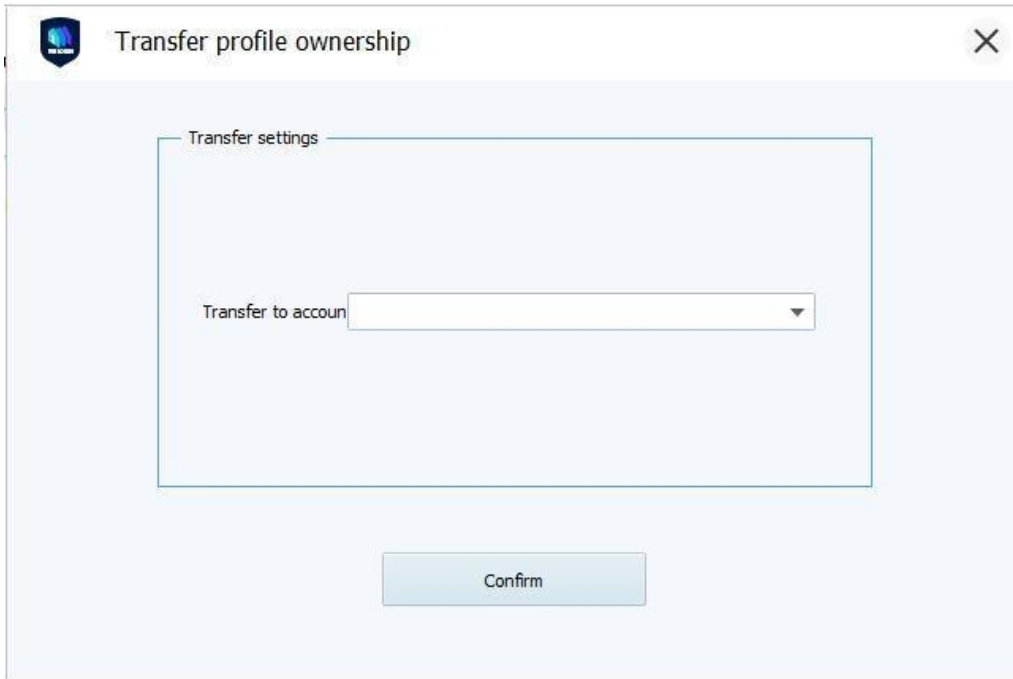 Transfer profile ownership
Transfer settings
Transfer to accoun
Confirm